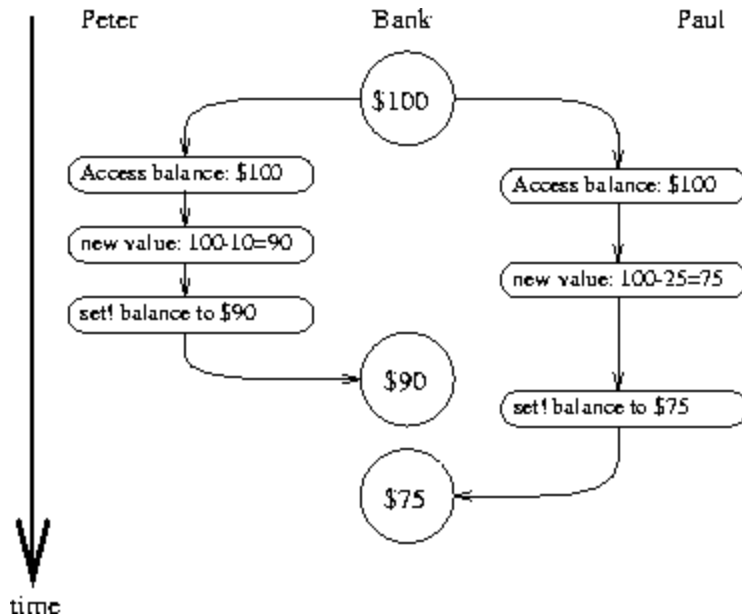 Peter Bank Paul
$100
Access balance: $100
Access balance: $100
new value: 100-10=90
new value: 100-25=75
set! balance to $90
$90
set! balance to $75
$75
time